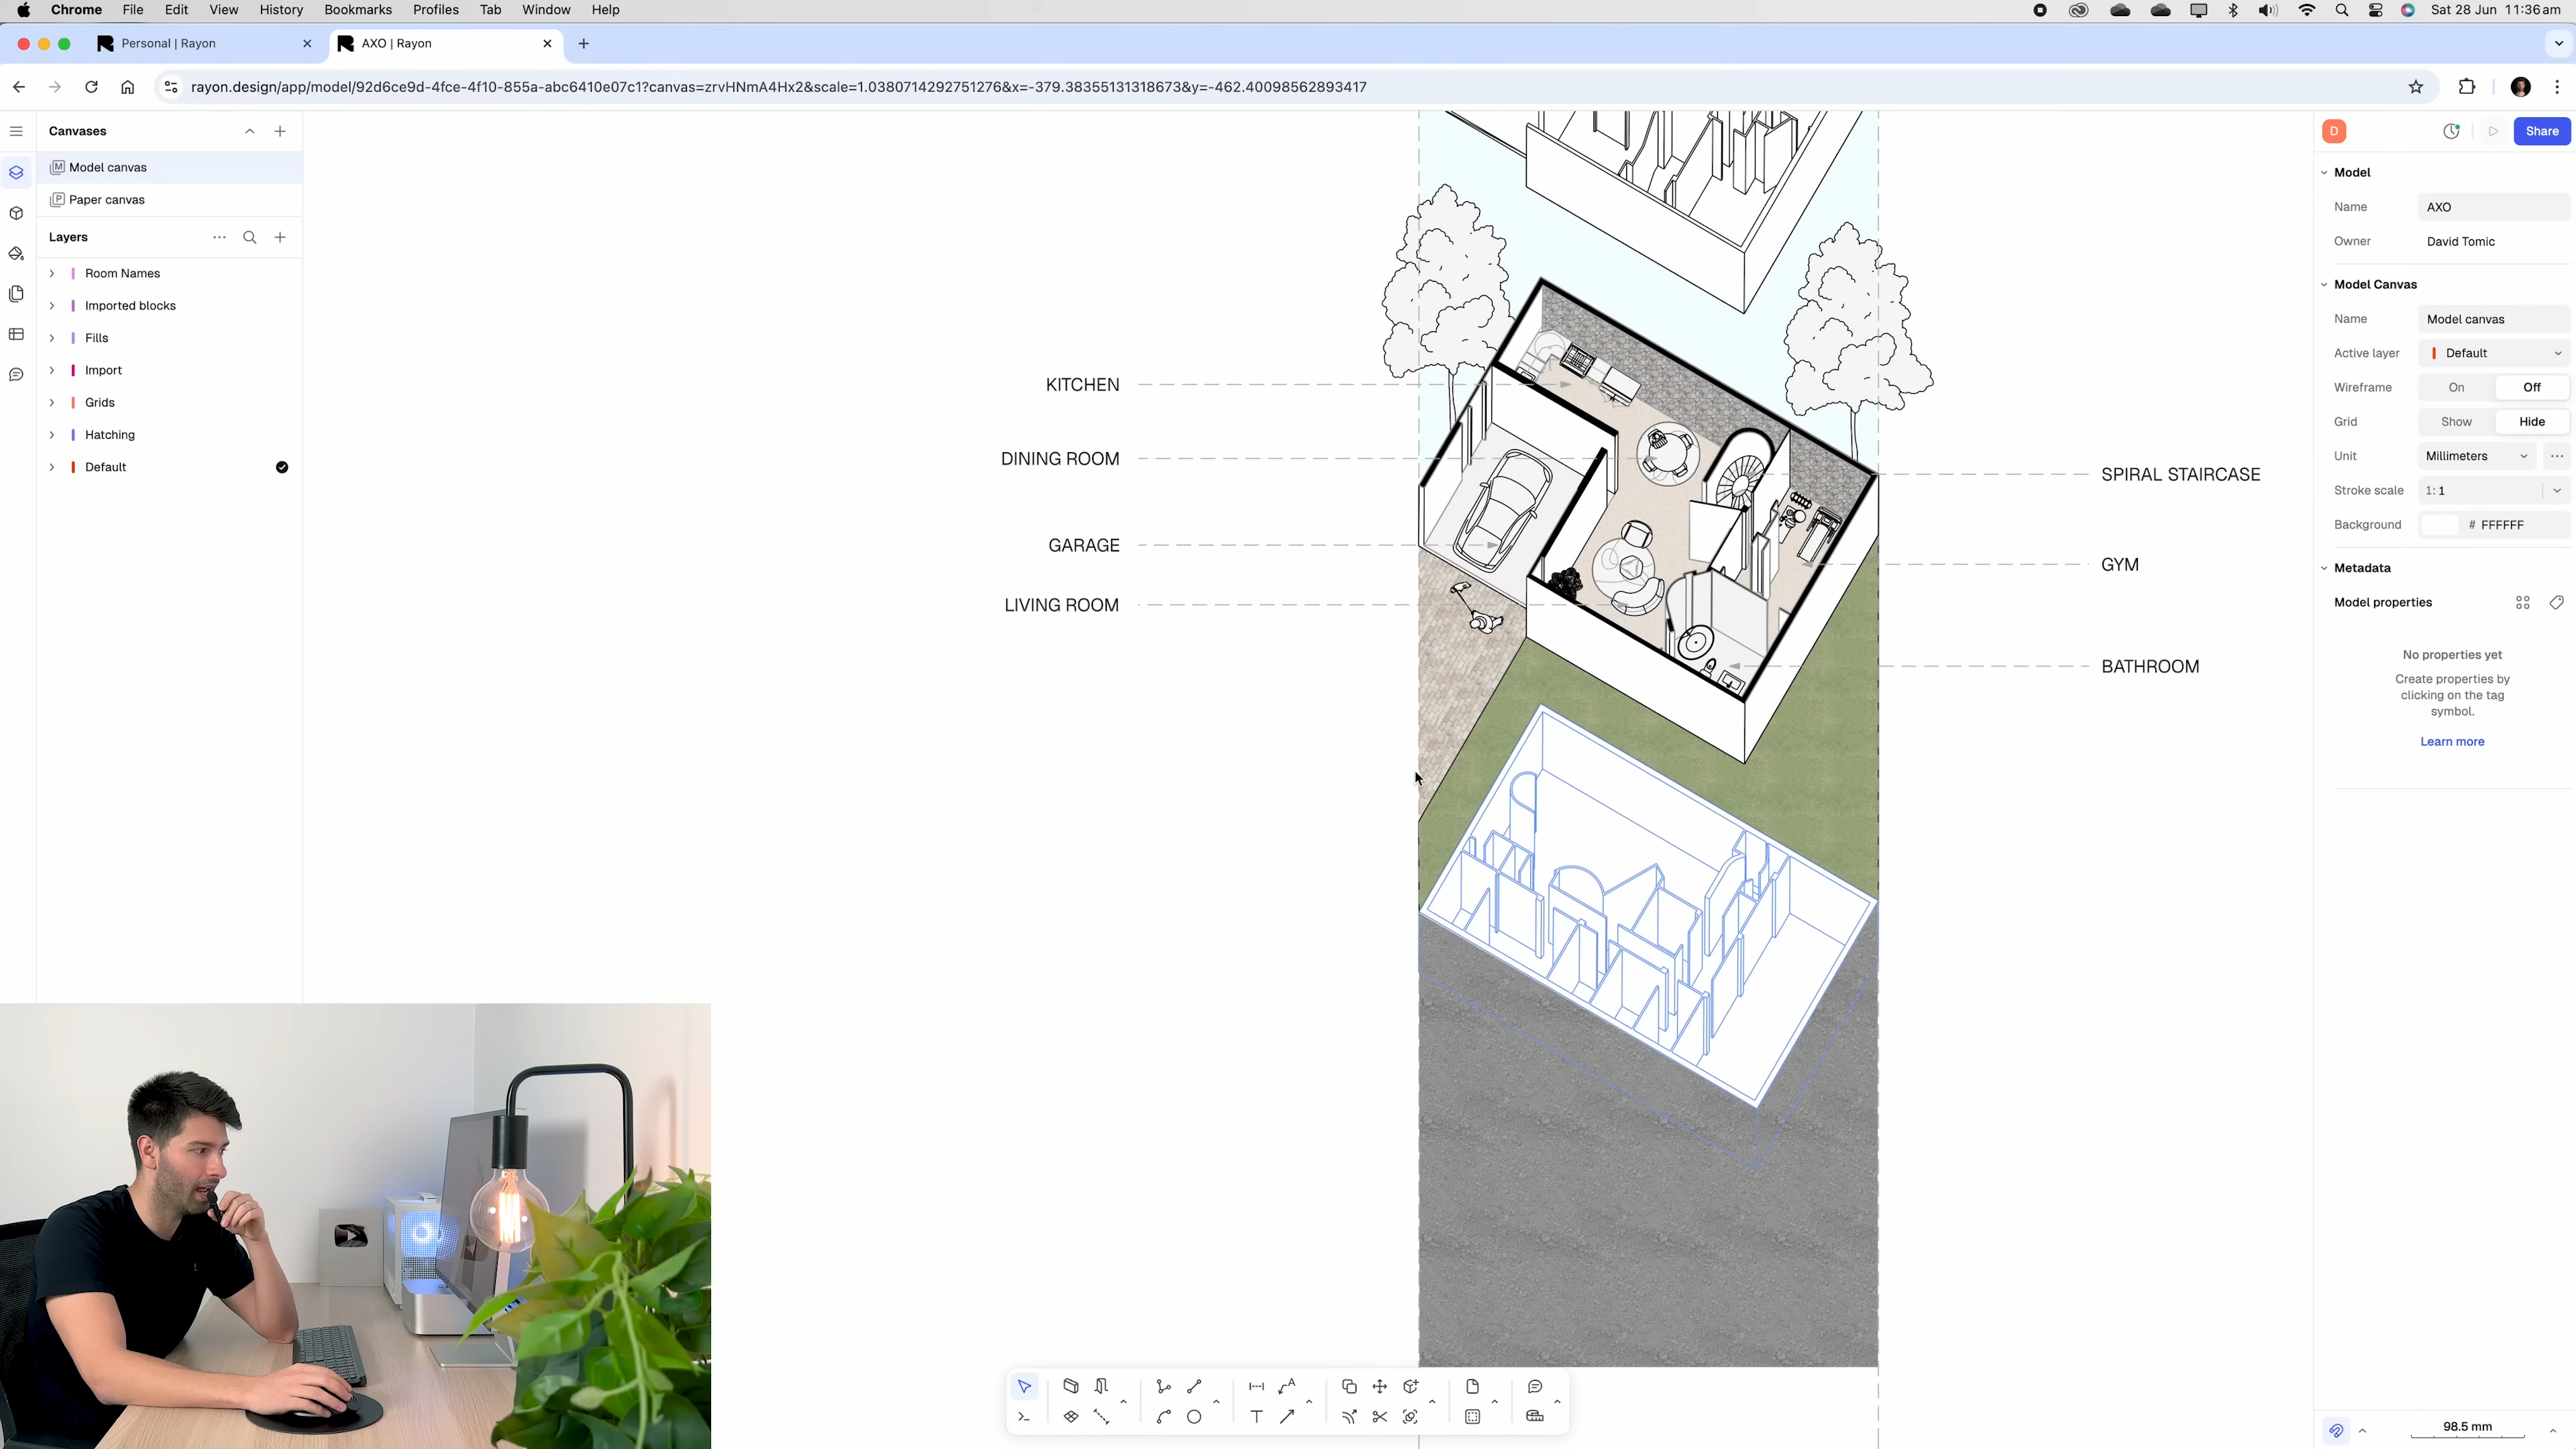 Chrome File Edit View History Bookmarks Profiles Tab Window Help Sat 28 Jun 11:36 am
Personal | Rayon AXO | Rayon
rayon.design/app/model/92d6ce9d-4fce-4f10-855a-abc6410e07c1?canvas=zrvHNmA4Hx2&scale=1.0380714292751276&x=-379.38355131318673&y=-462.40098562893417
Canvases
M Model canvas
P Paper canvas
Layers
Room Names
Imported blocks
Fills
Import
Grids
Hatching
Default
KITCHEN
DINING ROOM
GARAGE
LIVING ROOM
SPIRAL STAIRCASE
GYM
BATHROOM
D Share
Model
Name AXO
Owner David Tomic
Model Canvas
Name Model canvas
Active layer Default
Wireframe On Off
Grid Show Hide
Unit Millimeters
Stroke scale 1: 1
Background # FFFFFF
Metadata
Model properties
No properties yet
Create properties by
clicking on the tag
symbol.
Learn more
98.5 mm